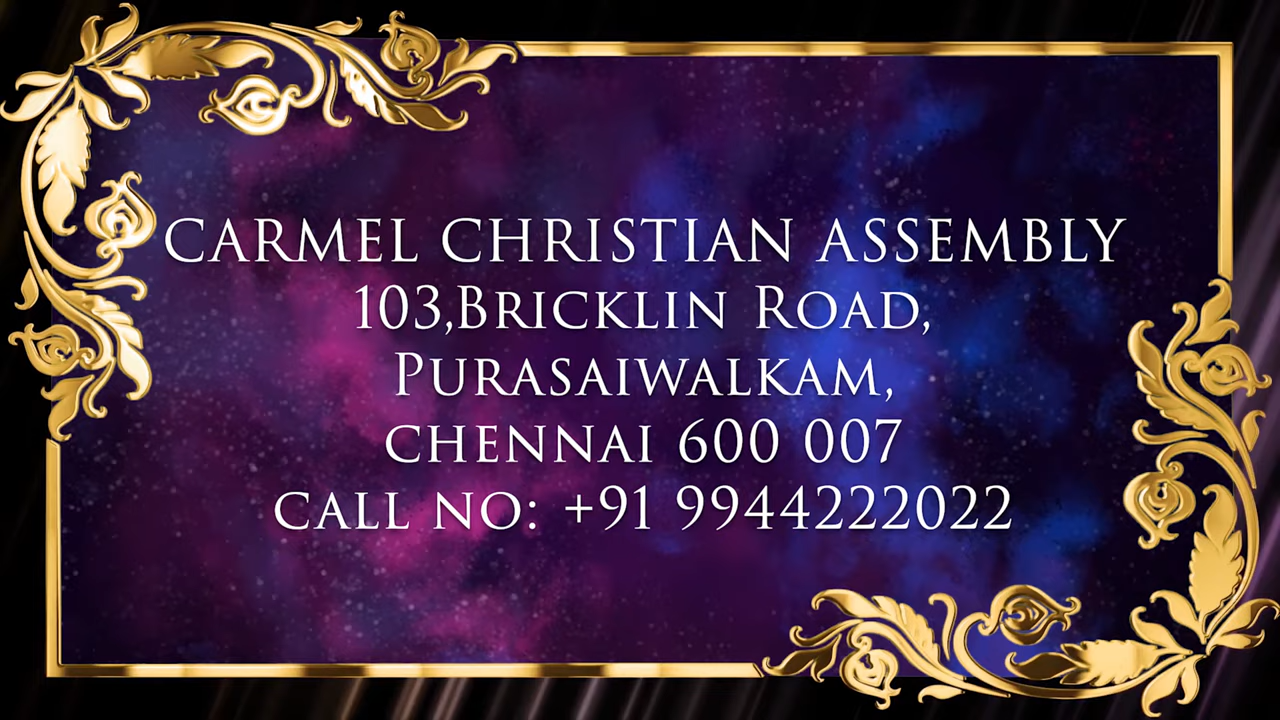 CARMEL CHRISTIAN ASSEMBLY
103,BRICKLIN ROAD,
PURASAIWALKAM,
CHENNAI 600 007
CALL NO: +91 9944222022